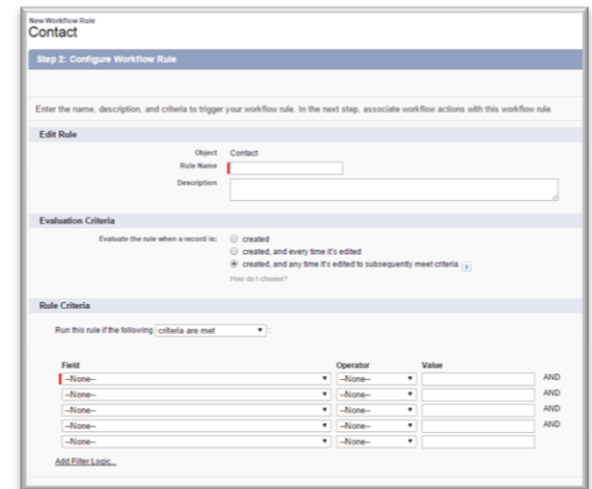 New Workflow Rule
Contact
Step 2: Configure Workflow Rule
Enter the name, description, and criteria to trigger your workflow rule. In the next step, associate workflow actions with this workflow rule.
Edit Rule
Object Contact
Rule Name
Description
Evaluation Criteria
Evaluate the rule when a record is: created
created, and every time it's edited
created, and any time it's edited to subsequently meet criteria i
How do I choose?
Rule Criteria
Run this rule if the following criteria are met :
Field Operator Value
--None-- --None-- AND
--None-- --None-- AND
--None-- --None-- AND
--None-- --None-- AND
--None-- --None--
Add Filter Logic...